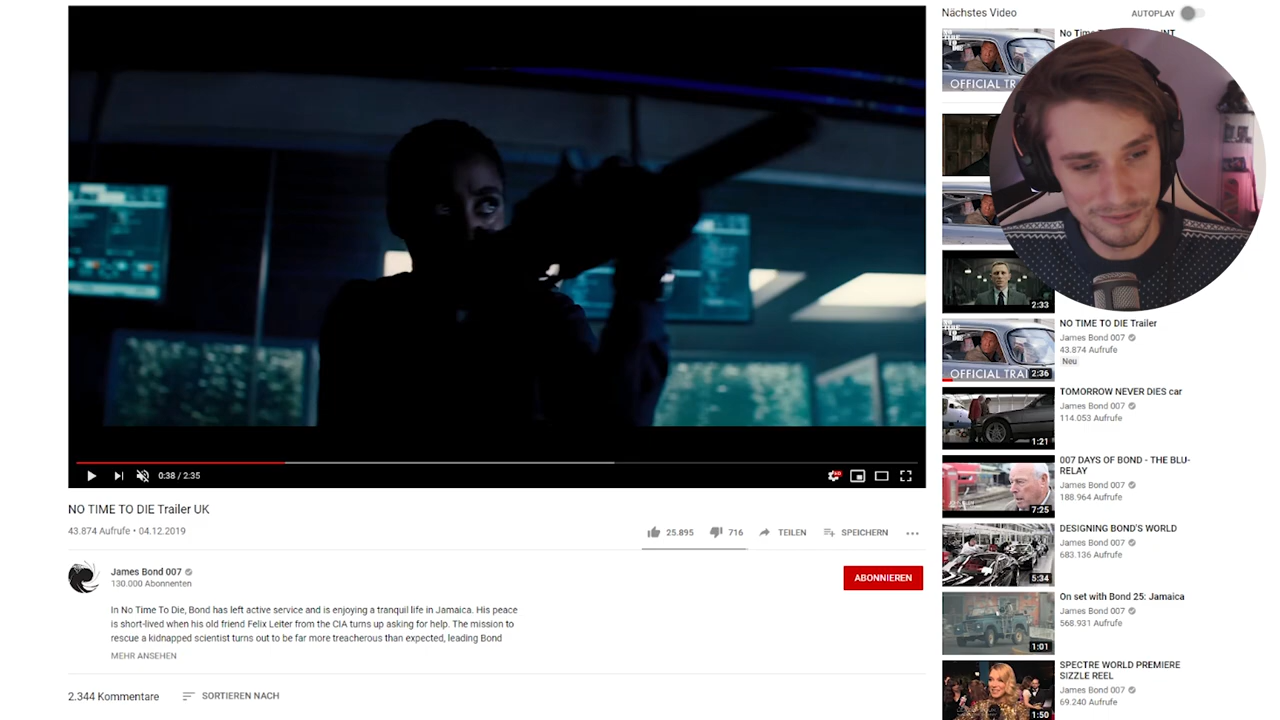 Nächstes Video
AUTOPLAY
OFFICIAL
2:33
NO TIME TO DIE Trailer
James Bond 007
43.874 Aufrufe
Neu
NO TIME TO DIE
OFFICIAL
2:36
TOMORROW NEVER DIES car
James Bond 007
114.053 Aufrufe
1:21
007 DAYS OF BOND - THE BLU-
RELAY
James Bond 007
188.964 Aufrufe
7:25
DESIGNING BOND'S WORLD
James Bond 007
683.136 Aufrufe
5:34
On set with Bond 25: Jamaica
James Bond 007
568.931 Aufrufe
1:01
SPECTRE WORLD PREMIERE
SIZZLE REEL
James Bond 007
69.240 Aufrufe
1:50
0:38 / 2:35
NO TIME TO DIE Trailer UK
43.874 Aufrufe • 04.12.2019
25.895 716 TEILEN SPEICHERN
James Bond 007
130.000 Abonnenten
ABONNIEREN
In No Time To Die, Bond has left active service and is enjoying a tranquil life in Jamaica. His peace
is short-lived when his old friend Felix Leiter from the CIA turns up asking for help. The mission to
rescue a kidnapped scientist turns out to be far more treacherous than expected, leading Bond
MEHR ANSEHEN
2.344 Kommentare SORTIEREN NACH